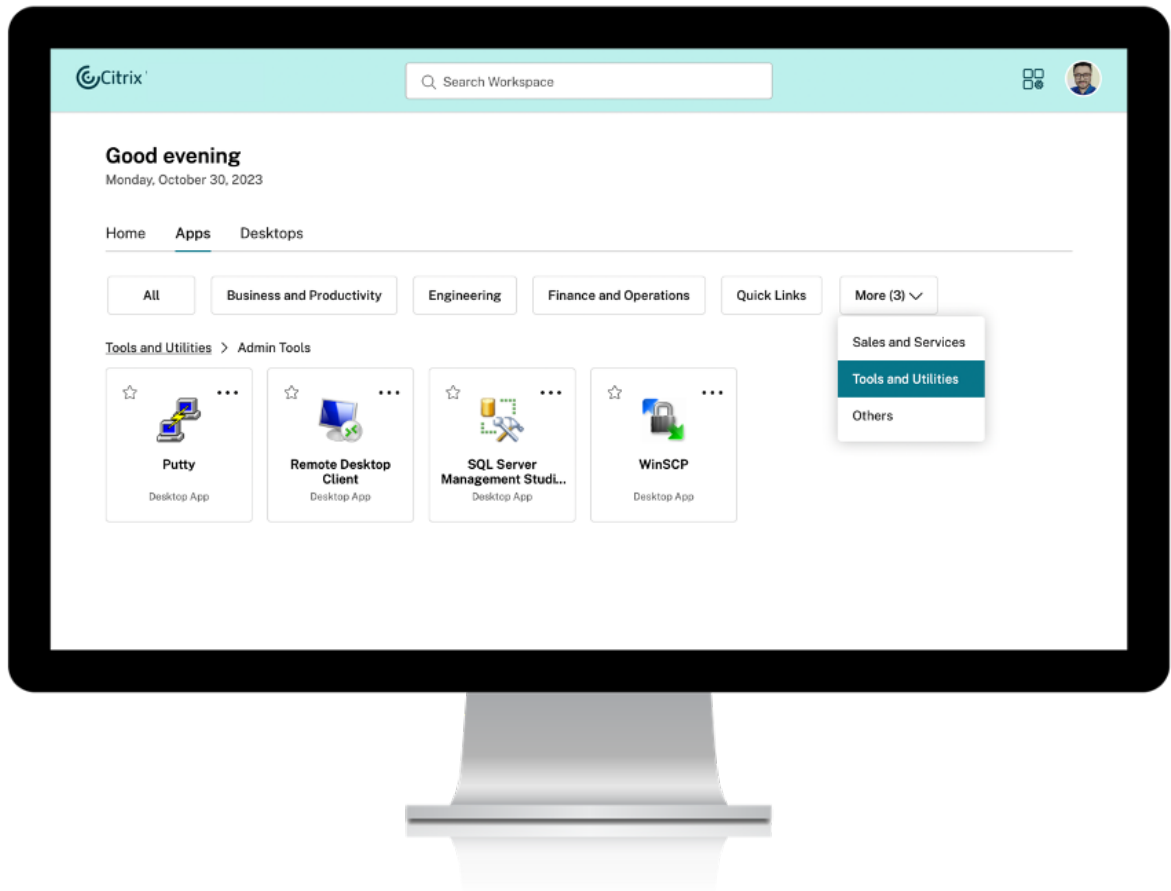 Citrix
Search Workspace
Good evening
Monday, October 30, 2023
Home Apps Desktops
All Business and Productivity Engineering Finance and Operations Quick Links More (3)
Sales and Services
Tools and Utilities
Others
Tools and Utilities > Admin Tools
Putty
Desktop App
Remote Desktop
Client
Desktop App
SQL Server
Management Studi...
Desktop App
WinSCP
Desktop App